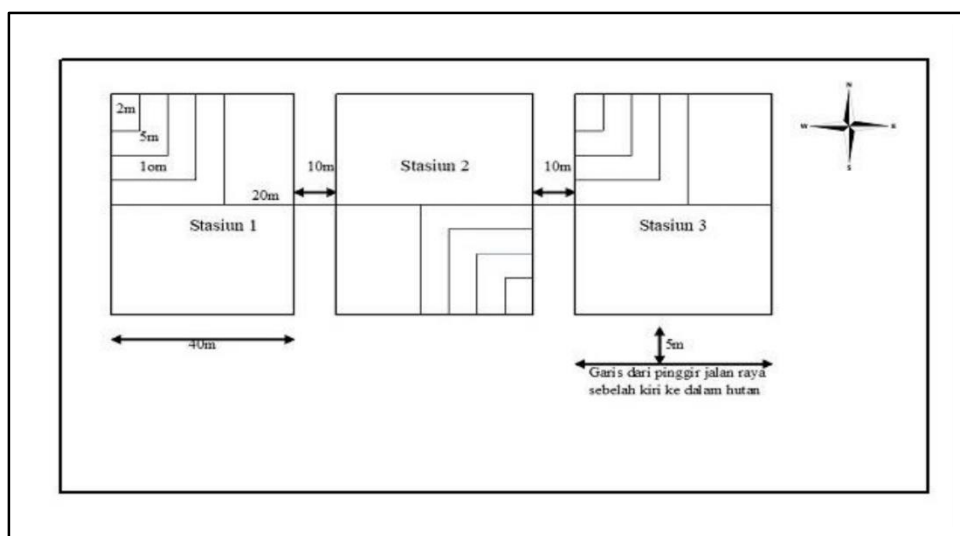 N
W
E
S
2m
5m
1om
20m
10m
Stasiun 2
10m
Stasiun 1
Stasiun 3
40m
5m
Garis dari pinggir jalan raya
sebelah kiri ke dalam hutan